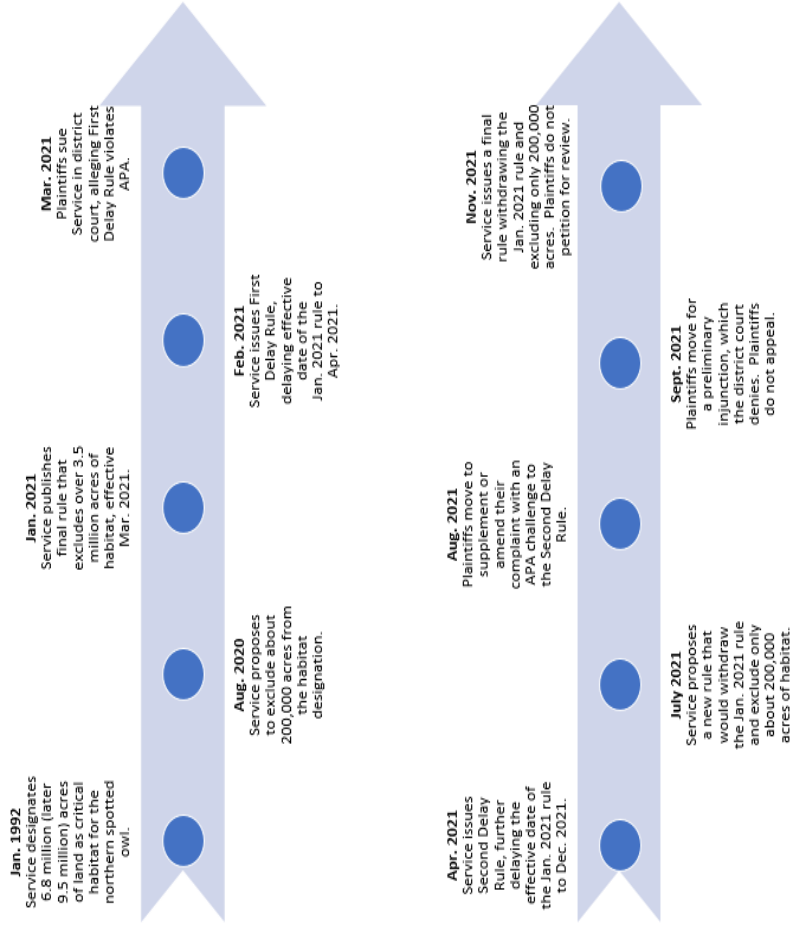 Jan. 1992
Service designates
6.8 million (later
9.5 million) acres
of land as critical
habitat for the
northern spotted
owl.
Aug. 2020
Service proposes
to exclude about
200,000 acres from
the habitat
designation.
Jan. 2021
Service publishes
final rule that
excludes over 3.5
million acres of
habitat, effective
Mar. 2021.
Feb. 2021
Service issues First
Delay Rule,
delaying effective
date of the
Jan. 2021 rule to
Apr. 2021.
Mar. 2021
Plaintiffs sue
Service in district
court, alleging First
Delay Rule violates
APA.
Apr. 2021
Service issues
Second Delay
Rule, further
delaying the
effective date of
the Jan. 2021 rule
to Dec. 2021.
July 2021
Service proposes
a new rule that
would withdraw
the Jan. 2021 rule
and exclude only
about 200,000
acres of habitat.
Aug. 2021
Plaintiffs move to
supplement or
amend their
complaint with an
APA challenge to
the Second Delay
Rule.
Sept. 2021
Plaintiffs move for
a preliminary
injunction, which
the district court
denies. Plaintiffs
do not appeal.
Nov. 2021
Service issues a final
rule withdrawing the
Jan. 2021 rule and
excluding only 200,000
acres. Plaintiffs do not
petition for review.